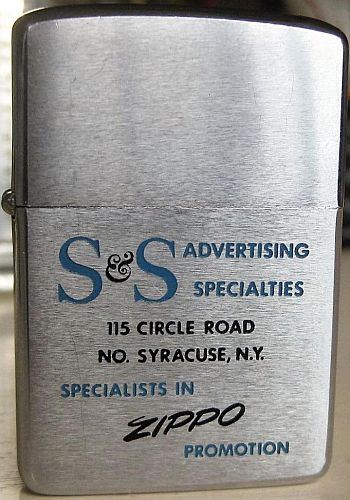 S&S ADVERTISING
SPECIALTIES
115 CIRCLE ROAD
NO. SYRACUSE, N.Y.
SPECIALISTS IN
ZIPPO
PROMOTION